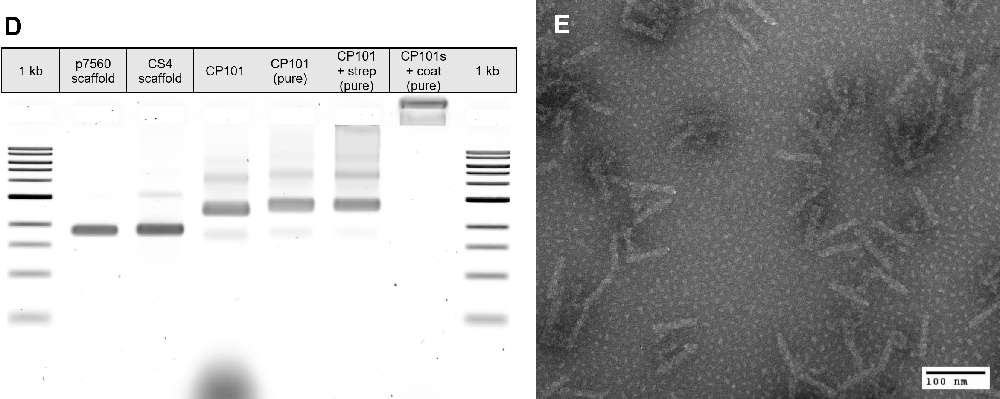 D
1 kb
p7560
scaffold
CS4
scaffold
CP101
CP101
(pure)
CP101
+ strep
(pure)
CP101s
+ coat
(pure)
1 kb
E
100 nm